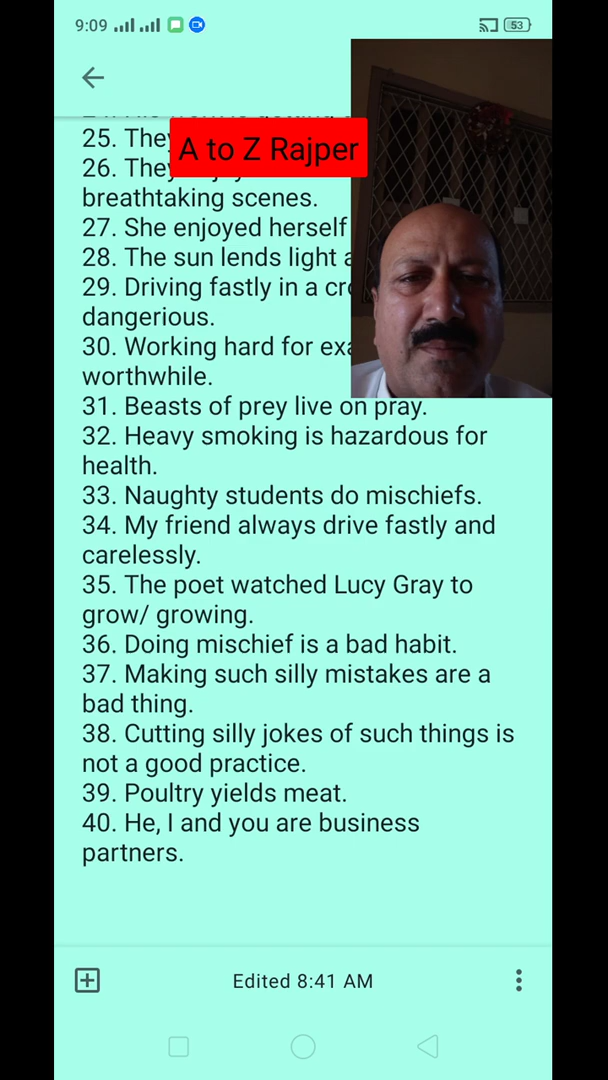 9:09
53
25. They
A to Z Rajper
26. They
breathtaking scenes.
27. She enjoyed herself
28. The sun lends light a
29. Driving fastly in a cro
dangerious.
30. Working hard for exa
worthwhile.
31. Beasts of prey live on pray.
32. Heavy smoking is hazardous for
health.
33. Naughty students do mischiefs.
34. My friend always drive fastly and
carelessly.
35. The poet watched Lucy Gray to
grow/ growing.
36. Doing mischief is a bad habit.
37. Making such silly mistakes are a
bad thing.
38. Cutting silly jokes of such things is
not a good practice.
39. Poultry yields meat.
40. He, I and you are business
partners.
Edited 8:41 AM